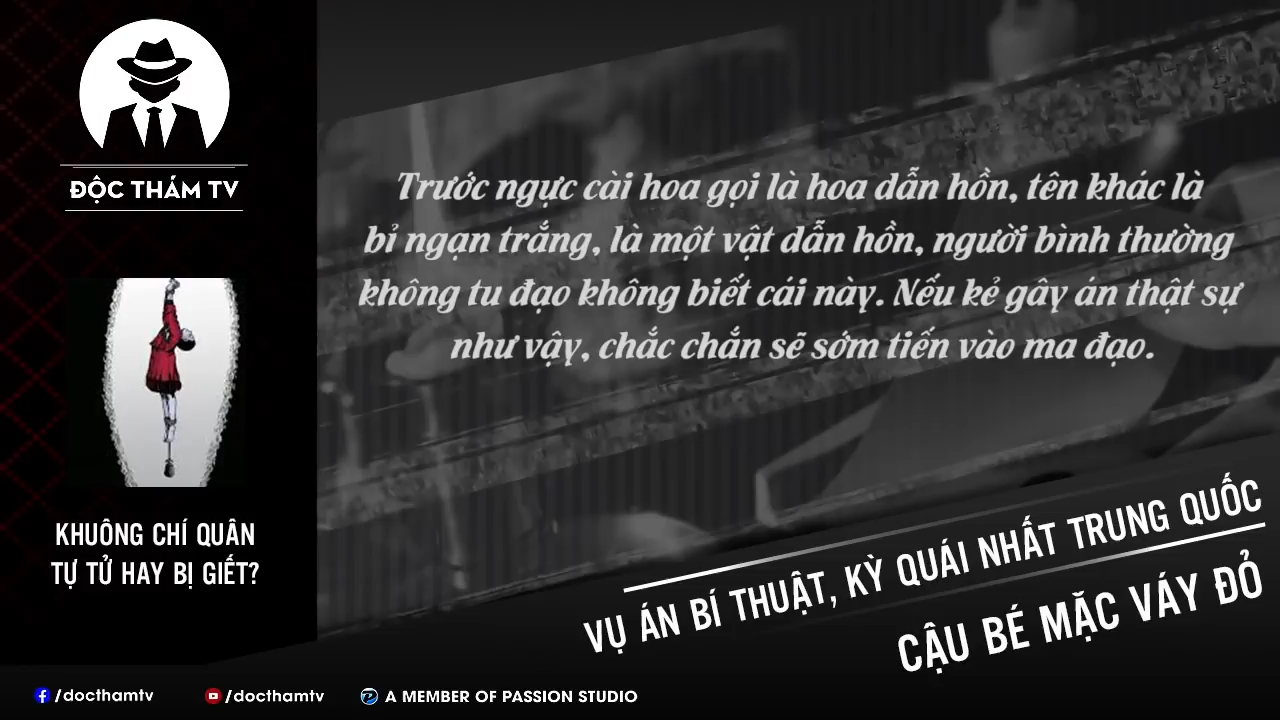 ĐỘC THÁM TV
KHUÔNG CHÍ QUÂN
TỰ TỬ HAY BỊ GIẾT?
Trước ngực cài hoa gọi là hoa dẫn hồn, tên khác là
bỉ ngạn trắng, là một vật dẫn hồn, người bình thường
không tu đạo không biết cái này. Nếu kẻ gây án thật sự
như vậy, chắc chắn sẽ sớm tiến vào ma đạo.
VỤ ÁN BÍ THUẬT, KỲ QUÁI NHẤT TRUNG QUỐC
CẬU BÉ MẶC VÁY ĐỎ
/docthamtv
/docthamtv
A MEMBER OF PASSION STUDIO